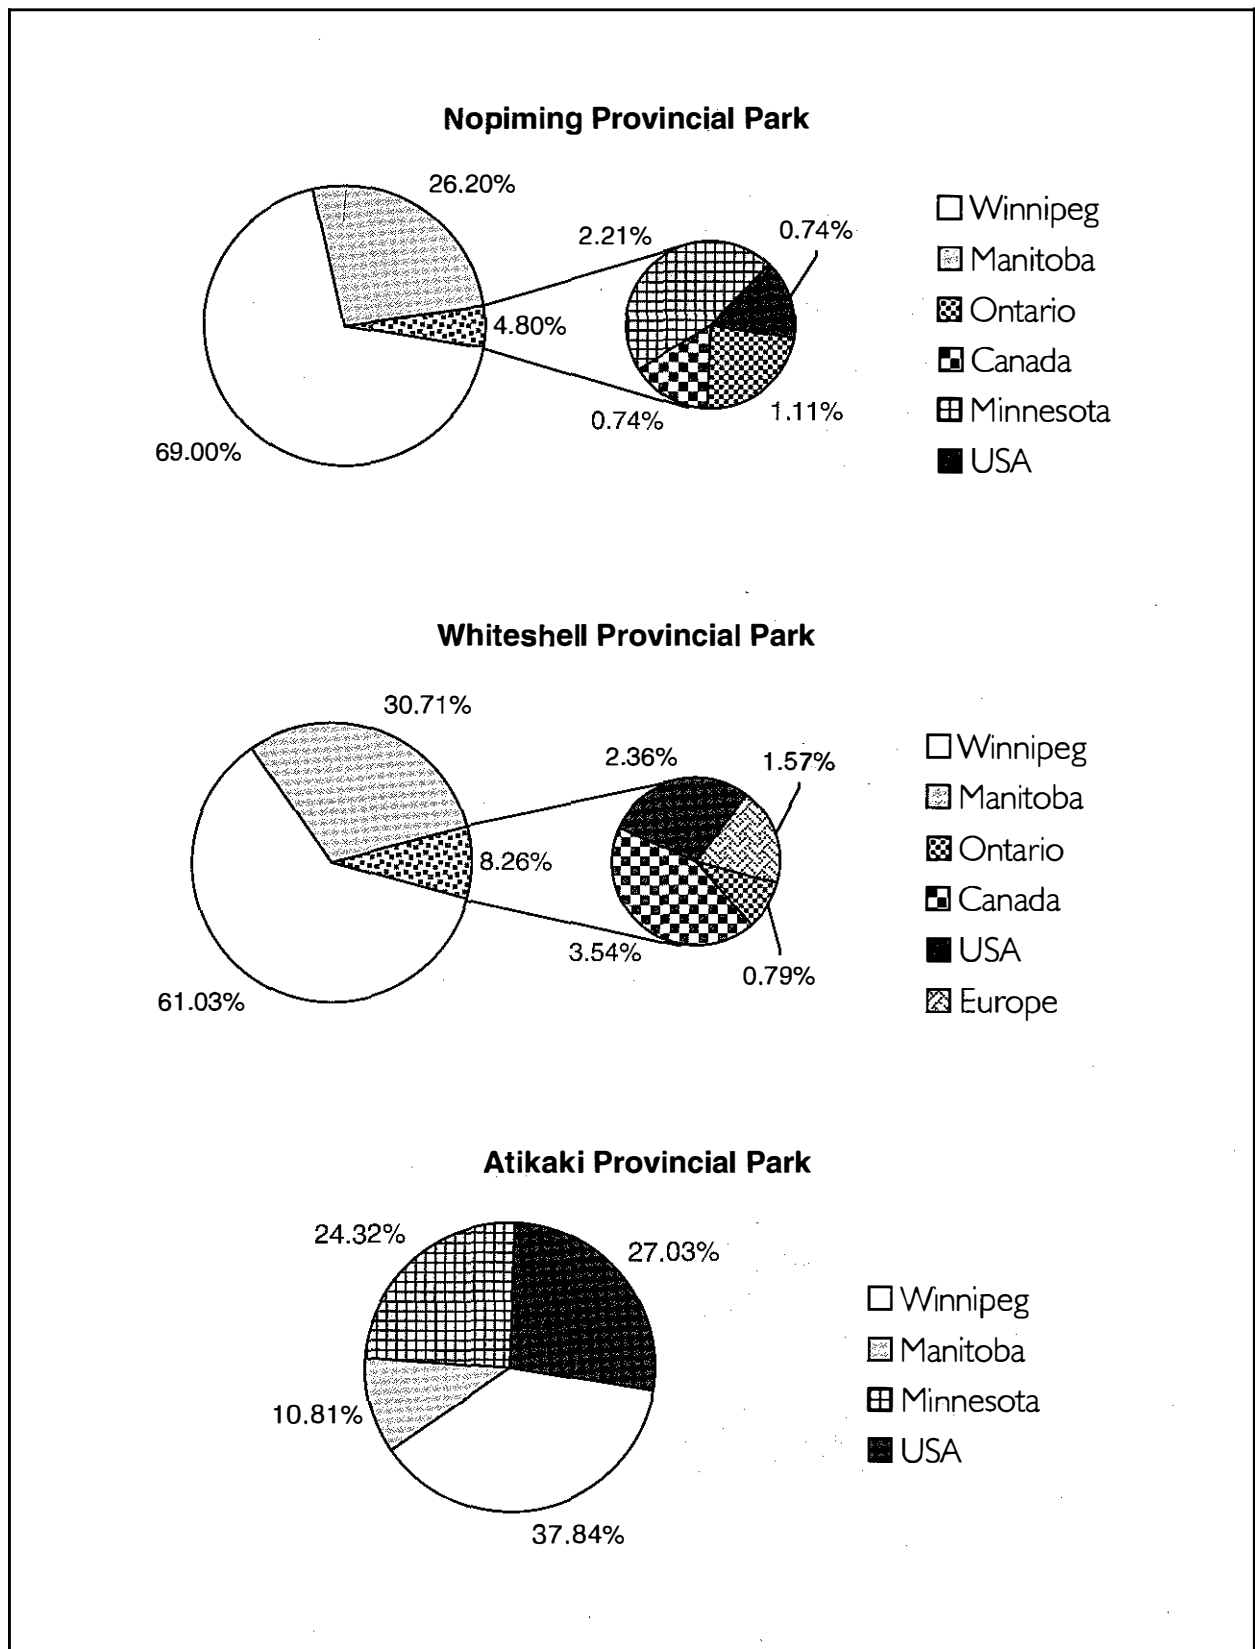 Nopiming Provincial Park
26.20%
2.21%
0.74%
4.80%
0.74%
1.11%
69.00%
Winnipeg
Manitoba
Ontario
Canada
Minnesota
USA
Whiteshell Provincial Park
30.71%
2.36%
1.57%
8.26%
3.54%
0.79%
61.03%
Winnipeg
Manitoba
Ontario
Canada
USA
Europe
Atikaki Provincial Park
24.32%
27.03%
10.81%
37.84%
Winnipeg
Manitoba
Minnesota
USA